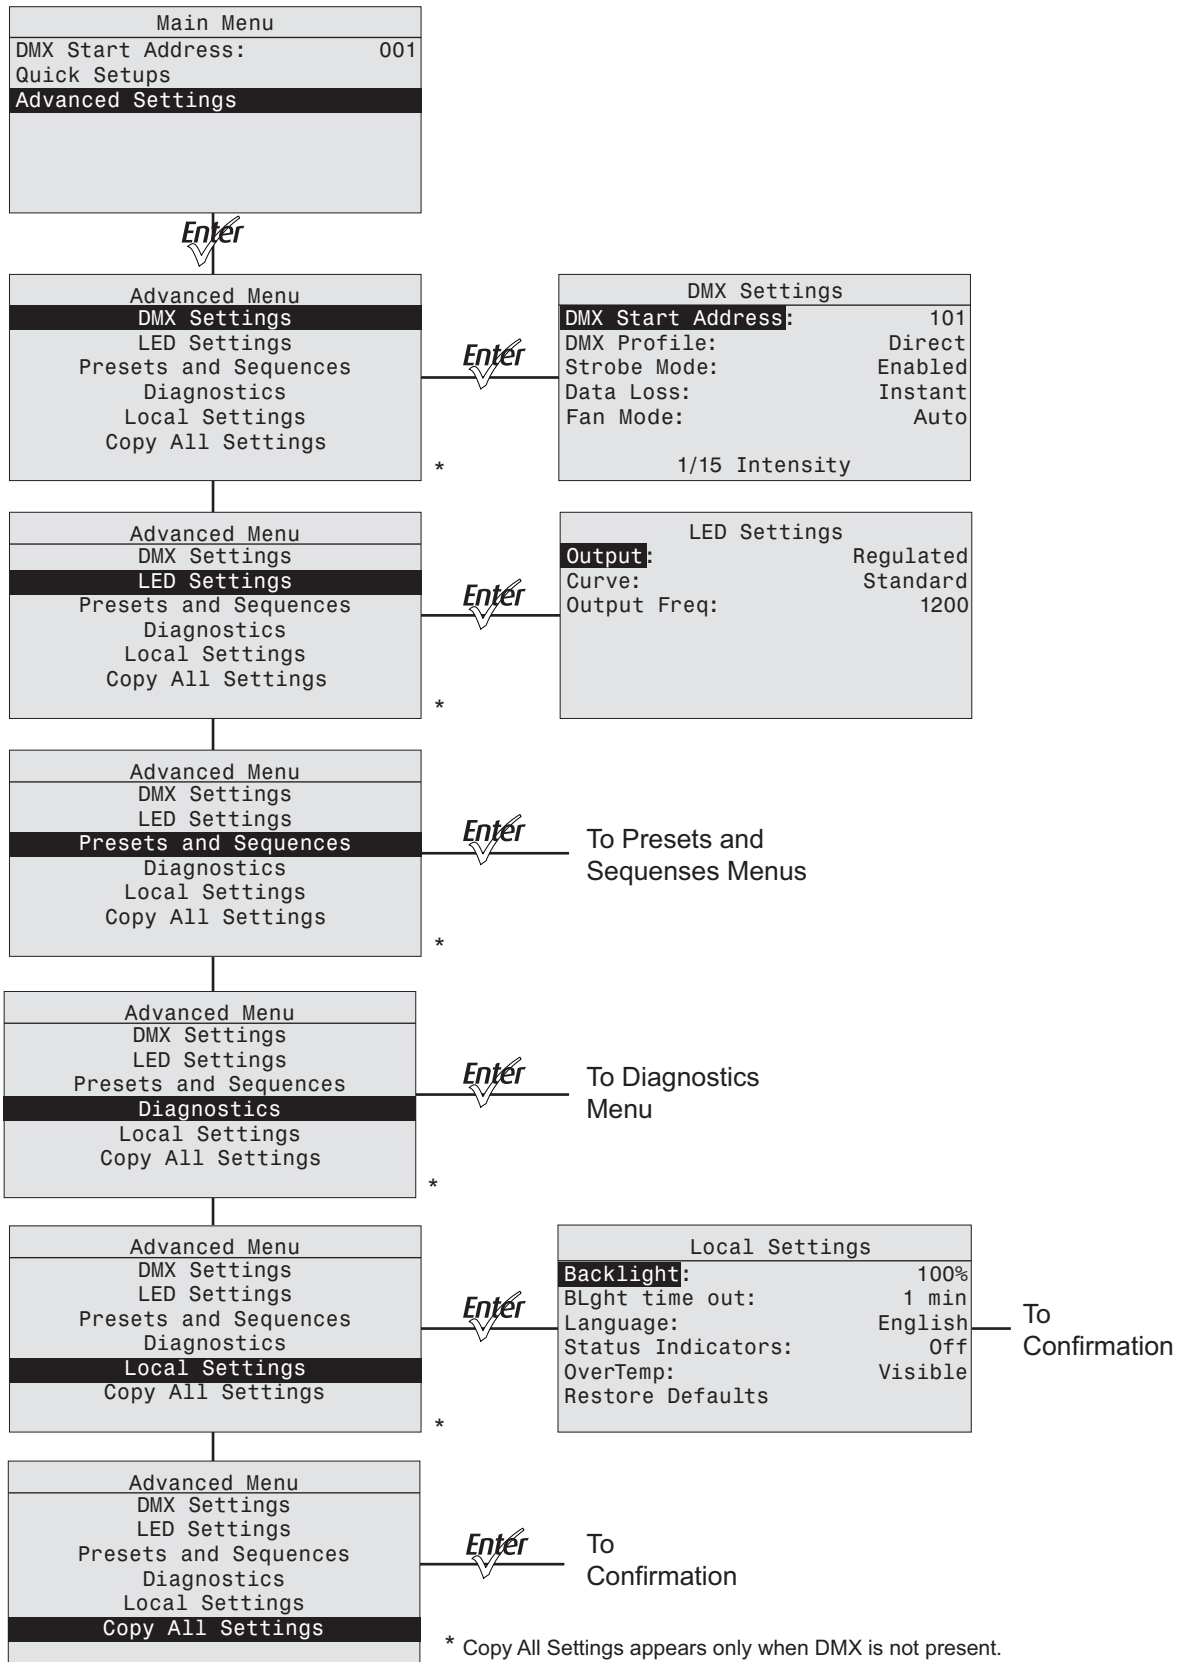 Main Menu
DMX Start Address: 001
Quick Setups
Advanced Settings
Enter
Advanced Menu
DMX Settings
LED Settings
Presets and Sequences
Diagnostics
Local Settings
Copy All Settings
*
Enter
DMX Settings
DMX Start Address: 101
DMX Profile: Direct
Strobe Mode: Enabled
Data Loss: Instant
Fan Mode: Auto
1/15 Intensity
Advanced Menu
DMX Settings
LED Settings
Presets and Sequences
Diagnostics
Local Settings
Copy All Settings
*
Enter
LED Settings
Output: Regulated
Curve: Standard
Output Freq: 1200
Advanced Menu
DMX Settings
LED Settings
Presets and Sequences
Diagnostics
Local Settings
Copy All Settings
*
Enter
To Presets and
Sequenses Menus
Advanced Menu
DMX Settings
LED Settings
Presets and Sequences
Diagnostics
Local Settings
Copy All Settings
*
Enter
To Diagnostics
Menu
Advanced Menu
DMX Settings
LED Settings
Presets and Sequences
Diagnostics
Local Settings
Copy All Settings
*
Enter
Local Settings
Backlight: 100%
BLght time out: 1 min
Language: English
Status Indicators: Off
OverTemp: Visible
Restore Defaults
To
Confirmation
Advanced Menu
DMX Settings
LED Settings
Presets and Sequences
Diagnostics
Local Settings
Copy All Settings
Enter
To
Confirmation
* Copy All Settings appears only when DMX is not present.